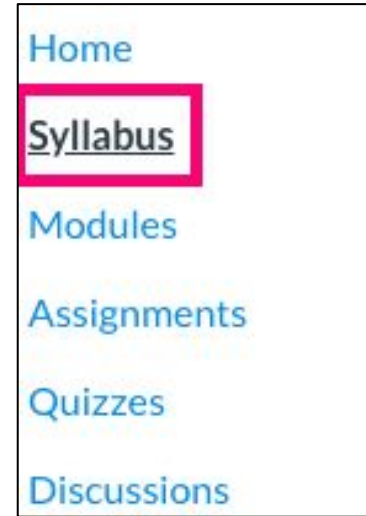 Home
Syllabus
Modules
Assignments
Quizzes
Discussions